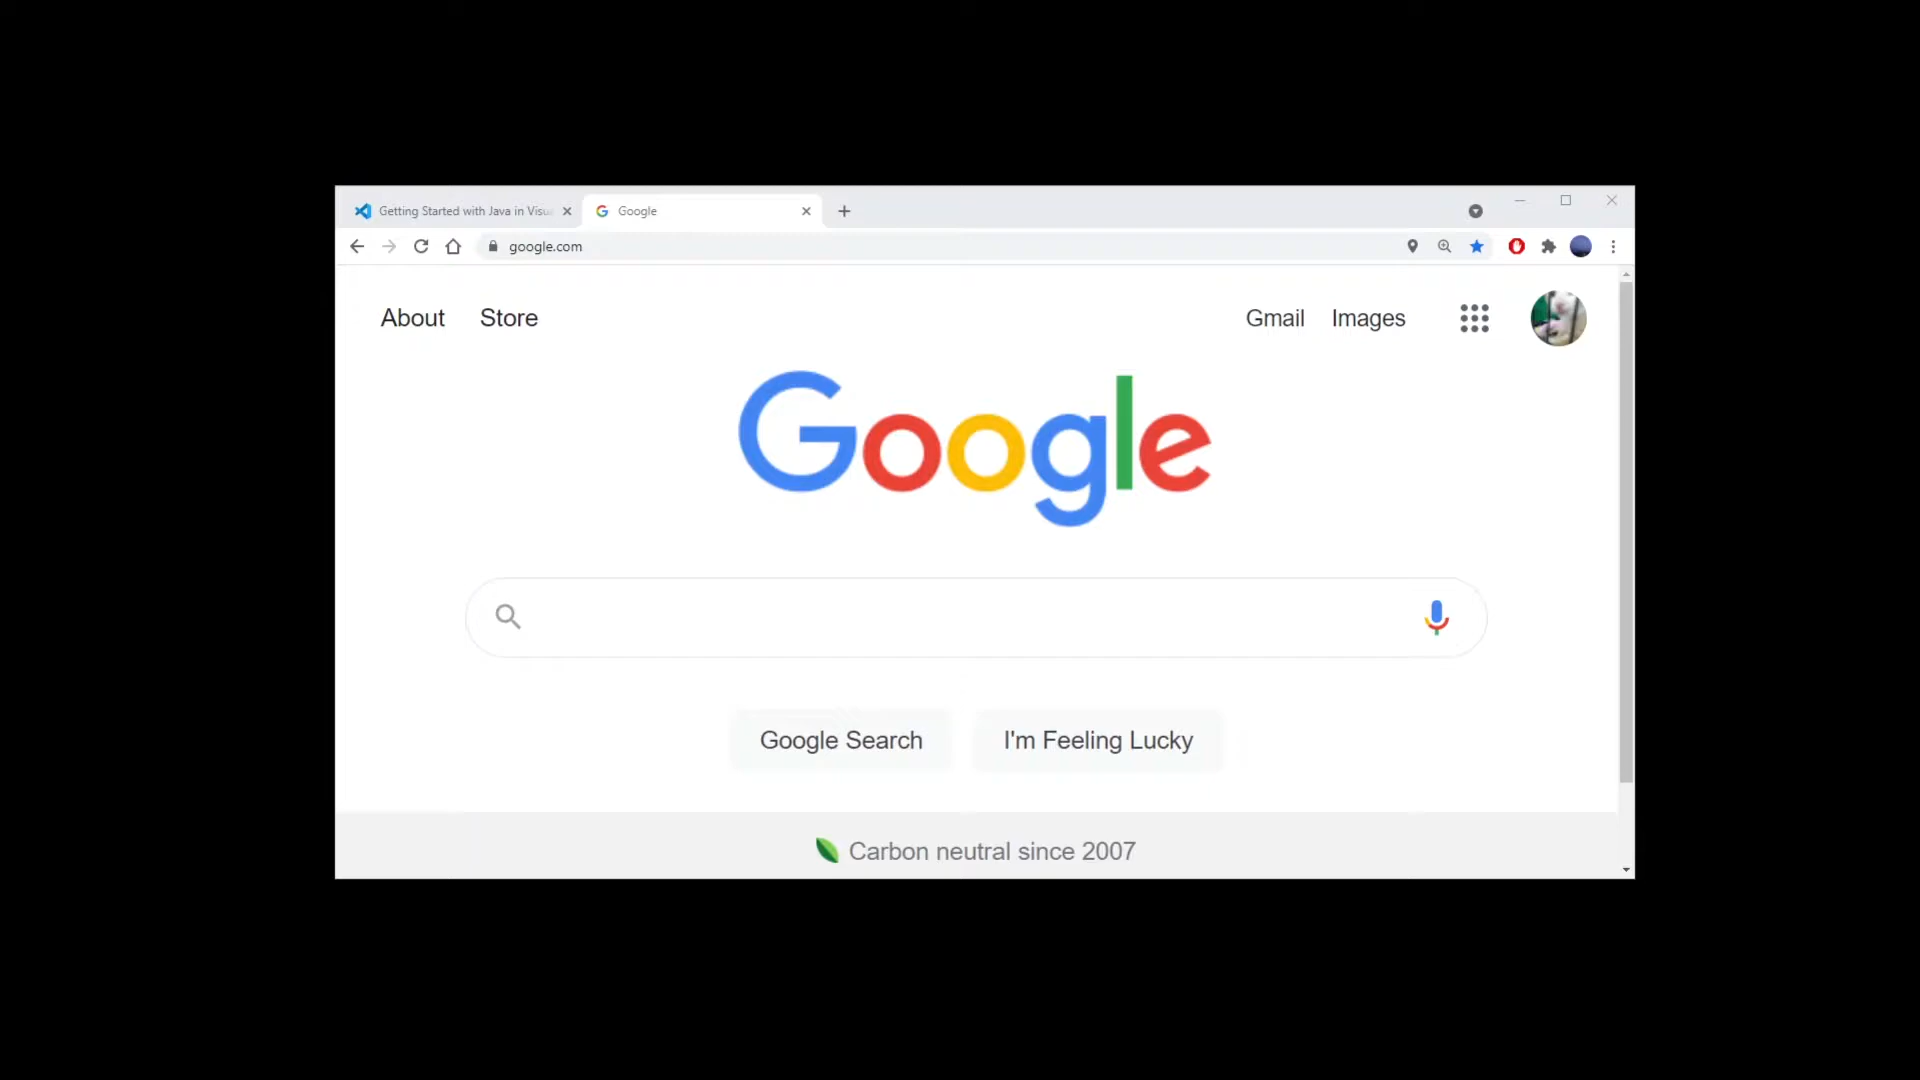 Getting Started with Java in Visu
Google
google.com
About
Store
Gmail
Images
Google
Google Search
I'm Feeling Lucky
Carbon neutral since 2007